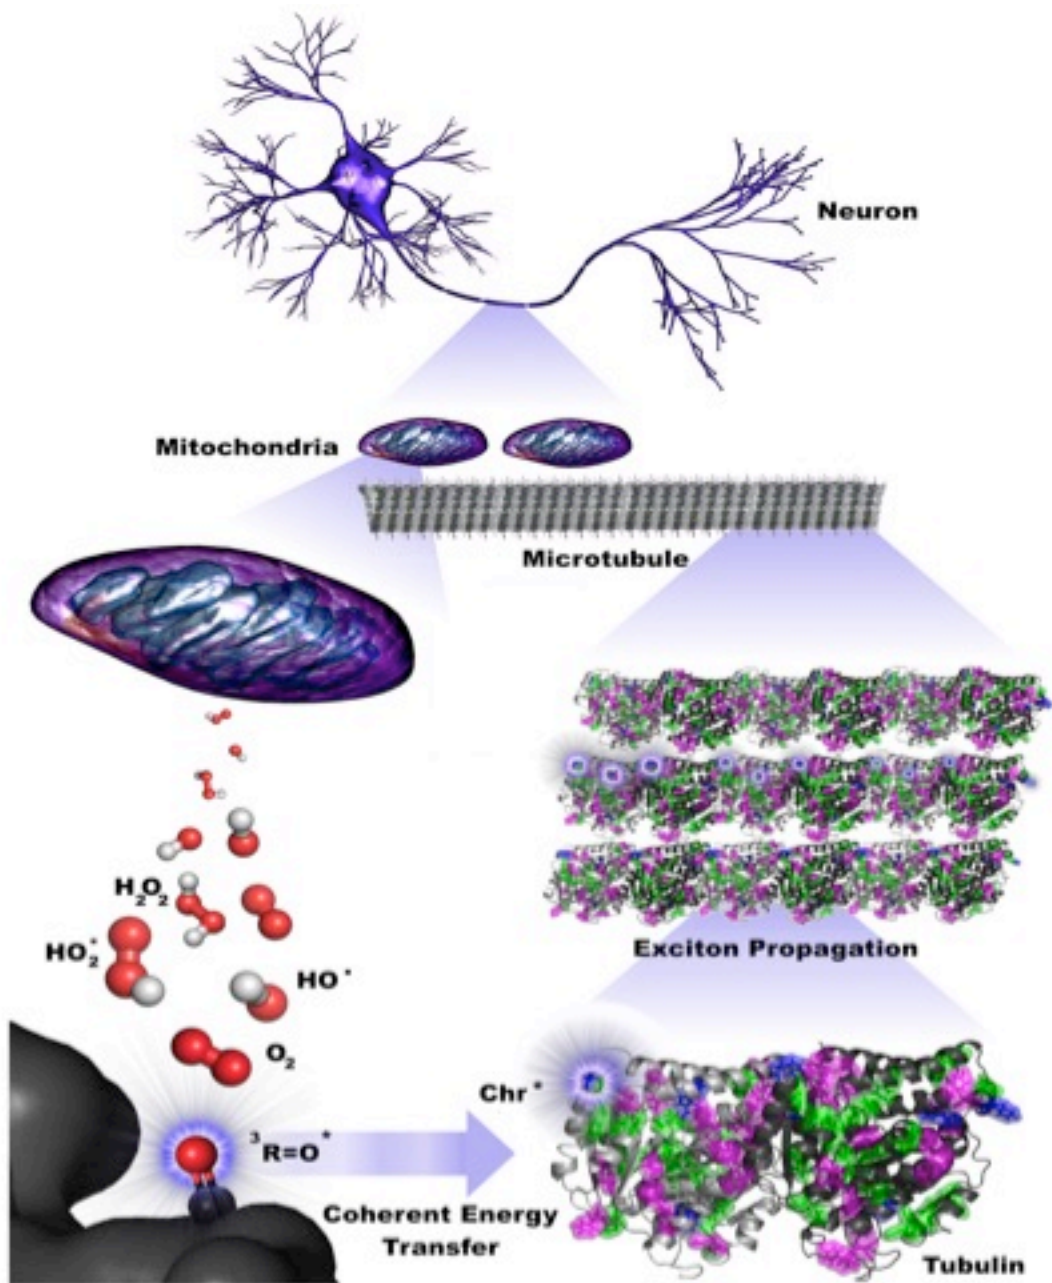 Neuron
Mitochondria
Microtubule
H₂O₂
HO₂•
HO•
O₂
Exciton Propagation
Chr*
³R=O*
Coherent Energy
Transfer
Tubulin